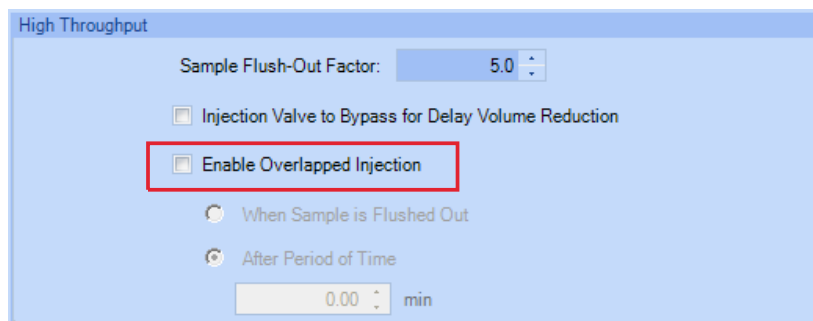 High Throughput
Sample Flush-Out Factor: 5.0
Injection Valve to Bypass for Delay Volume Reduction
Enable Overlapped Injection
When Sample is Flushed Out
After Period of Time
0.00 min